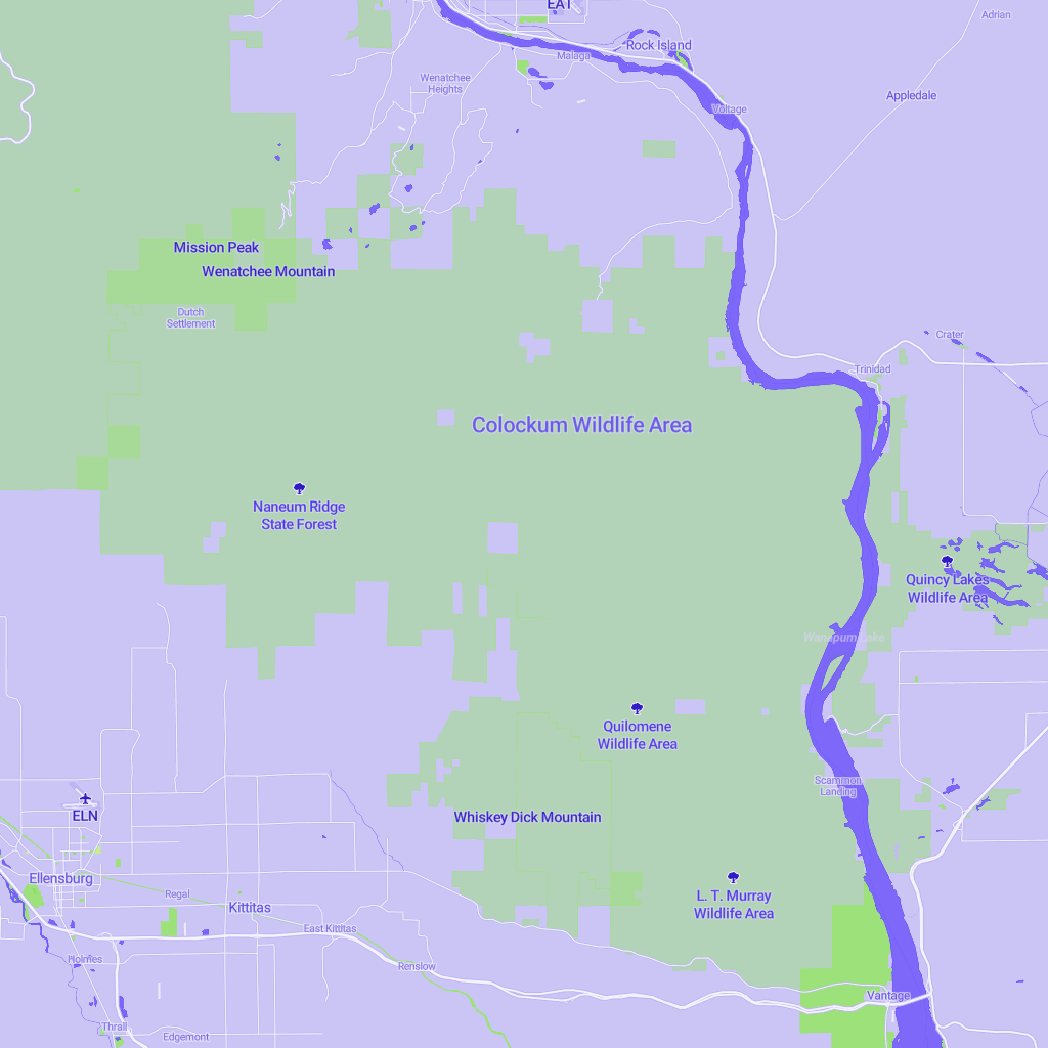 EAT
Adrian
Rock Island
Malaga
Wenatchee
Heights
Appledale
Voltage
Mission Peak
Wenatchee Mountain
Dutch
Settlement
Crater
Trinidad
Colockum Wildlife Area
Naneum Ridge
State Forest
Quincy Lakes
Wildlife Area
Wanapum Lake
Quilomene
Wildlife Area
Scammon
Landing
ELN
Whiskey Dick Mountain
Ellensburg
Regal
Kittitas
L. T. Murray
Wildlife Area
East Kittitas
Holmes
Renslow
Vantage
Thrall
Edgemont